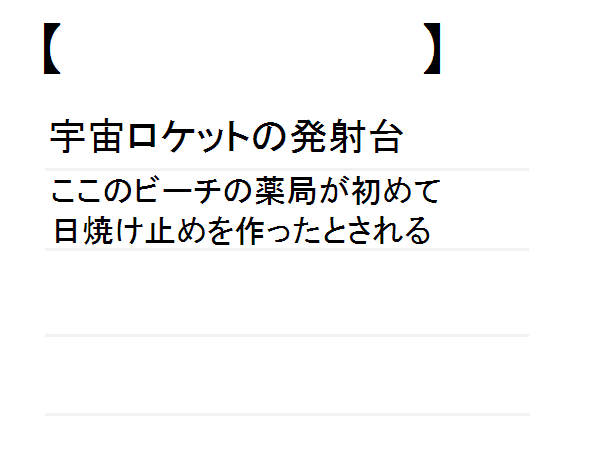 【 】
宇宙ロケットの発射台
ここのビーチの薬局が初めて
日焼け止めを作ったとされる